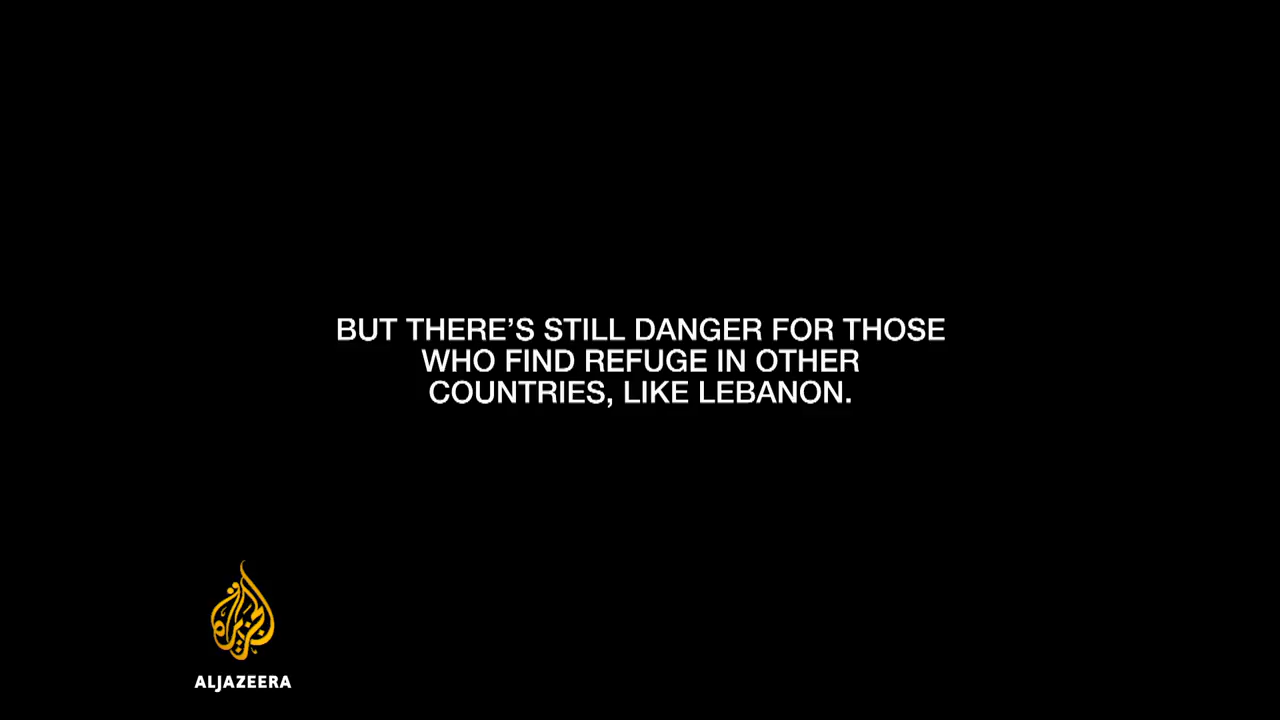 BUT THERE’S STILL DANGER FOR THOSE
WHO FIND REFUGE IN OTHER
COUNTRIES, LIKE LEBANON.
الجزيرة
ALJAZEERA